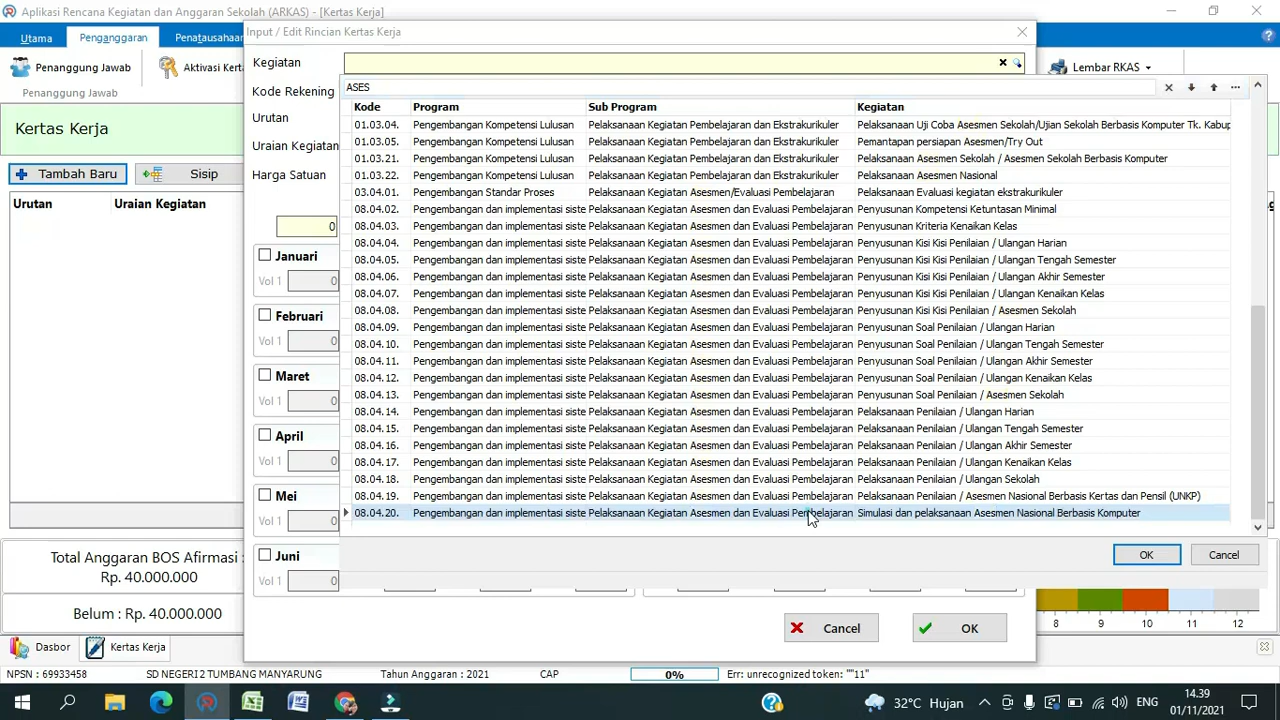 Aplikasi Rencana Kegiatan dan Anggaran Sekolah (ARKAS) - [Kertas Kerja]
Utama Penganggaran Penatausahaan
Input / Edit Rincian Kertas Kerja
Penanggung Jawab Aktivasi Kerta Lembar RKAS
Penanggung Jawab
Kertas Kerja
Tambah Baru Sisip
Urutan Uraian Kegiatan
Kegiatan
Kode Rekening
Urutan
Uraian Kegiatan
Harga Satuan
0
Januari
Vol 1 0
Februari
Vol 1 0
Maret
Vol 1 0
April
Vol 1 0
Mei
Vol 1 0
Juni
Vol 1 0
ASES
Kode Program Sub Program Kegiatan
01.03.04. Pengembangan Kompetensi Lulusan Pelaksanaan Kegiatan Pembelajaran dan Ekstrakurikuler Pelaksanaan Uji Coba Asesmen Sekolah/Ujian Sekolah Berbasis Komputer Tk. Kabup
01.03.05. Pengembangan Kompetensi Lulusan Pelaksanaan Kegiatan Pembelajaran dan Ekstrakurikuler Pemantapan persiapan Asesmen/Try Out
01.03.21. Pengembangan Kompetensi Lulusan Pelaksanaan Kegiatan Pembelajaran dan Ekstrakurikuler Pelaksanaan Asesmen Sekolah / Asesmen Sekolah Berbasis Komputer
01.03.22. Pengembangan Kompetensi Lulusan Pelaksanaan Kegiatan Pembelajaran dan Ekstrakurikuler Pelaksanaan Asesmen Nasional
03.04.01. Pengembangan Standar Proses Pelaksanaan Kegiatan Asesmen/Evaluasi Pembelajaran Pelaksanaan Evaluasi kegiatan ekstrakurikuler
08.04.02. Pengembangan dan implementasi siste Pelaksanaan Kegiatan Asesmen dan Evaluasi Pembelajaran Penyusunan Kompetensi Ketuntasan Minimal
08.04.03. Pengembangan dan implementasi siste Pelaksanaan Kegiatan Asesmen dan Evaluasi Pembelajaran Penyusunan Kriteria Kenaikan Kelas
08.04.04. Pengembangan dan implementasi siste Pelaksanaan Kegiatan Asesmen dan Evaluasi Pembelajaran Penyusunan Kisi Kisi Penilaian / Ulangan Harian
08.04.05. Pengembangan dan implementasi siste Pelaksanaan Kegiatan Asesmen dan Evaluasi Pembelajaran Penyusunan Kisi Kisi Penilaian / Ulangan Tengah Semester
08.04.06. Pengembangan dan implementasi siste Pelaksanaan Kegiatan Asesmen dan Evaluasi Pembelajaran Penyusunan Kisi Kisi Penilaian / Ulangan Akhir Semester
08.04.07. Pengembangan dan implementasi siste Pelaksanaan Kegiatan Asesmen dan Evaluasi Pembelajaran Penyusunan Kisi Kisi Penilaian / Ulangan Kenaikan Kelas
08.04.08. Pengembangan dan implementasi siste Pelaksanaan Kegiatan Asesmen dan Evaluasi Pembelajaran Penyusunan Kisi Kisi Penilaian / Asesmen Sekolah
08.04.09. Pengembangan dan implementasi siste Pelaksanaan Kegiatan Asesmen dan Evaluasi Pembelajaran Penyusunan Soal Penilaian / Ulangan Harian
08.04.10. Pengembangan dan implementasi siste Pelaksanaan Kegiatan Asesmen dan Evaluasi Pembelajaran Penyusunan Soal Penilaian / Ulangan Tengah Semester
08.04.11. Pengembangan dan implementasi siste Pelaksanaan Kegiatan Asesmen dan Evaluasi Pembelajaran Penyusunan Soal Penilaian / Ulangan Akhir Semester
08.04.12. Pengembangan dan implementasi siste Pelaksanaan Kegiatan Asesmen dan Evaluasi Pembelajaran Penyusunan Soal Penilaian / Ulangan Kenaikan Kelas
08.04.13. Pengembangan dan implementasi siste Pelaksanaan Kegiatan Asesmen dan Evaluasi Pembelajaran Penyusunan Soal Penilaian / Asesmen Sekolah
08.04.14. Pengembangan dan implementasi siste Pelaksanaan Kegiatan Asesmen dan Evaluasi Pembelajaran Pelaksanaan Penilaian / Ulangan Harian
08.04.15. Pengembangan dan implementasi siste Pelaksanaan Kegiatan Asesmen dan Evaluasi Pembelajaran Pelaksanaan Penilaian / Ulangan Tengah Semester
08.04.16. Pengembangan dan implementasi siste Pelaksanaan Kegiatan Asesmen dan Evaluasi Pembelajaran Pelaksanaan Penilaian / Ulangan Akhir Semester
08.04.17. Pengembangan dan implementasi siste Pelaksanaan Kegiatan Asesmen dan Evaluasi Pembelajaran Pelaksanaan Penilaian / Ulangan Kenaikan Kelas
08.04.18. Pengembangan dan implementasi siste Pelaksanaan Kegiatan Asesmen dan Evaluasi Pembelajaran Pelaksanaan Penilaian / Ulangan Sekolah
08.04.19. Pengembangan dan implementasi siste Pelaksanaan Kegiatan Asesmen dan Evaluasi Pembelajaran Pelaksanaan Penilaian / Asesmen Nasional Berbasis Kertas dan Pensil (UNKP)
08.04.20. Pengembangan dan implementasi siste Pelaksanaan Kegiatan Asesmen dan Evaluasi Pembelajaran Simulasi dan pelaksanaan Asesmen Nasional Berbasis Komputer
OK Cancel
Total Anggaran BOS Afirmasi :
Rp. 40.000.000
Belum : Rp. 40.000.000
Cancel OK
8 9 10 11 12
Dasbor Kertas Kerja
NPSN : 69933458 SD NEGERI 2 TUMBANG MANYARUNG Tahun Anggaran : 2021 CAP 0% Err: unrecognized token: ""11"
32°C Hujan ENG 14.39
01/11/2021